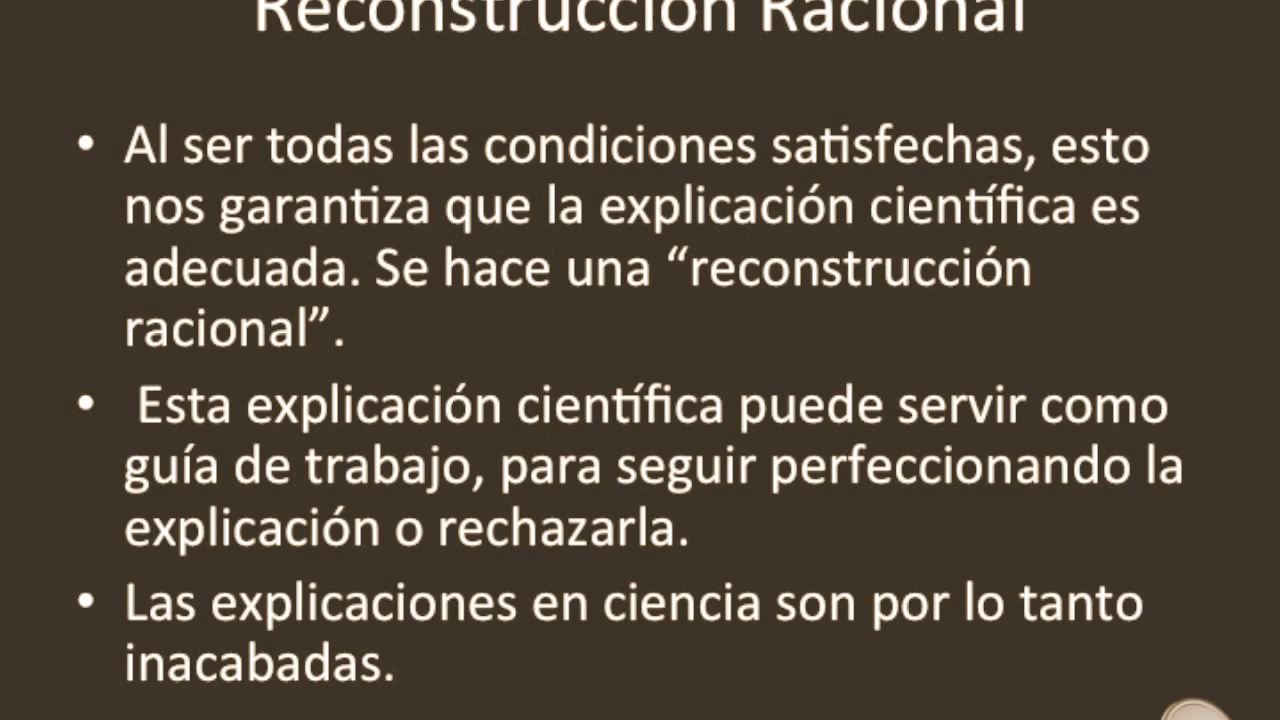 Reconstrucción Racional
• Al ser todas las condiciones satisfechas, esto
nos garantiza que la explicación científica es
adecuada. Se hace una “reconstrucción
racional”.
• Esta explicación científica puede servir como
guía de trabajo, para seguir perfeccionando la
explicación o rechazarla.
• Las explicaciones en ciencia son por lo tanto
inacabadas.